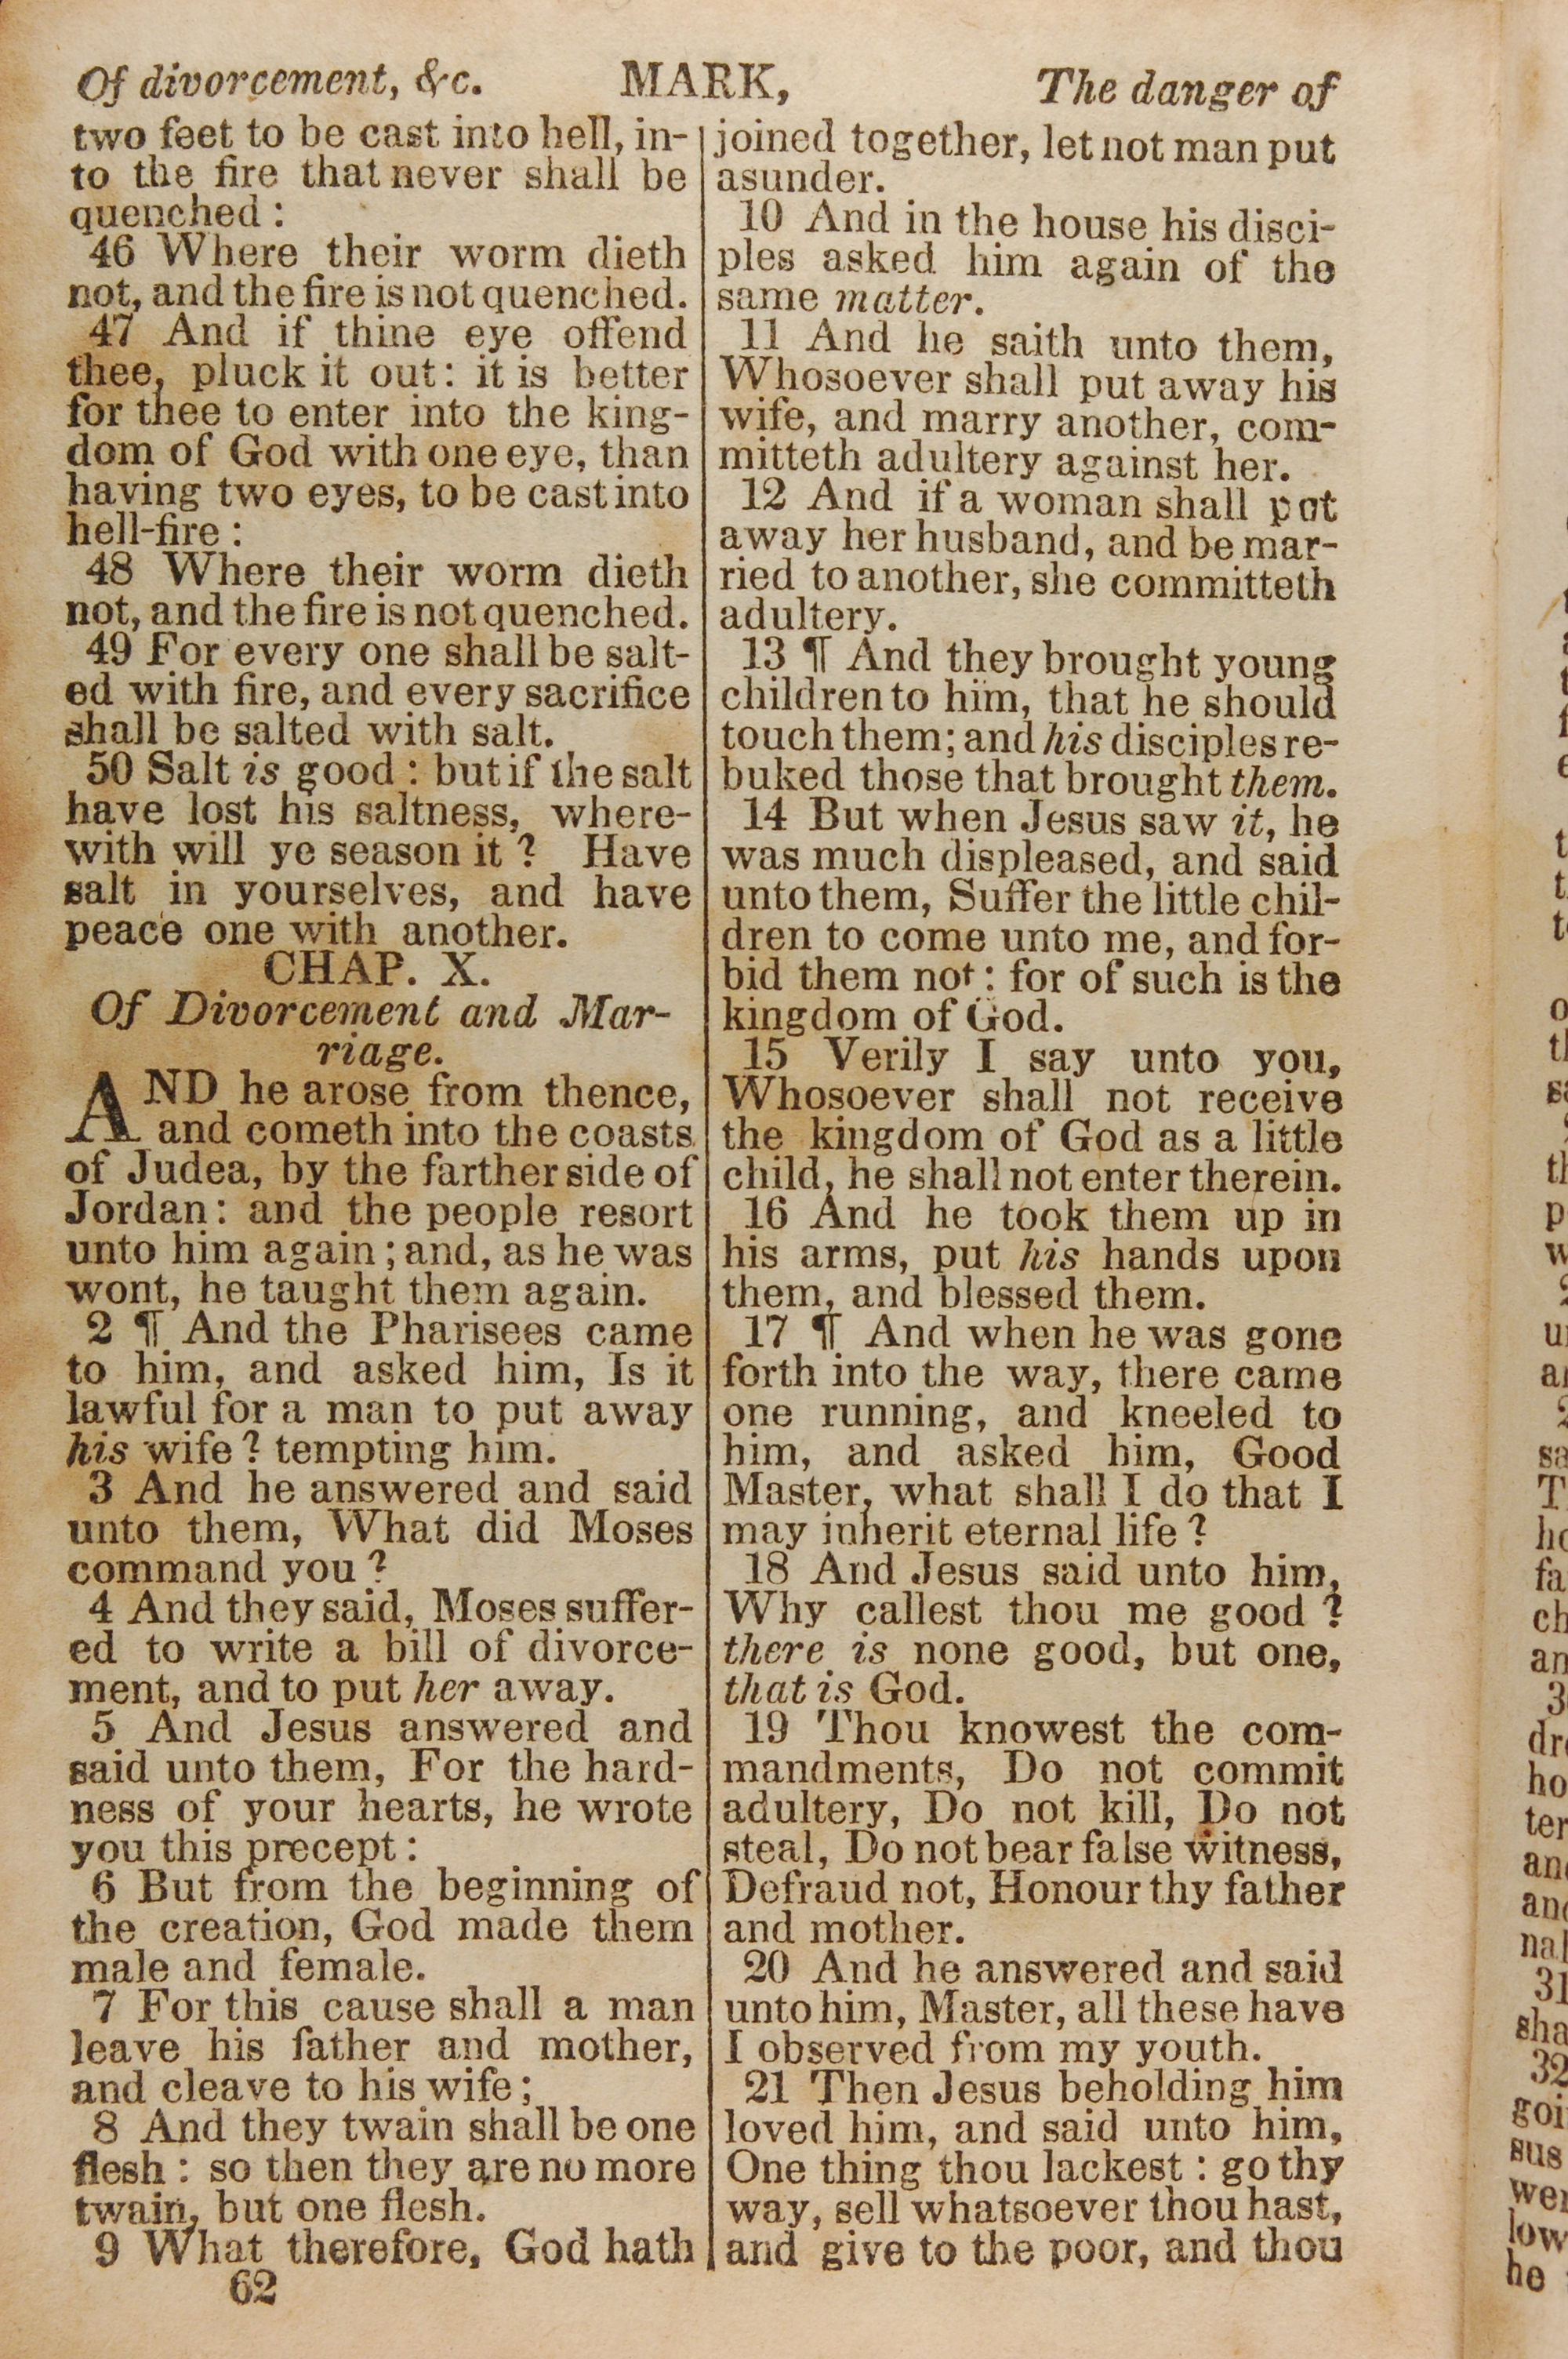 Of divorcement, &c. MARK, The danger of
two feet to be cast into hell, in-
to the fire that never shall be
quenched :
46 Where their worm dieth
not, and the fire is not quenched.
47 And if thine eye offend
thee, pluck it out: it is better
for thee to enter into the king-
dom of God with one eye, than
having two eyes, to be cast into
hell-fire :
48 Where their worm dieth
not, and the fire is not quenched.
49 For every one shall be salt-
ed with fire, and every sacrifice
shall be salted with salt.
50 Salt is good : but if the salt
have lost his saltness, where-
with will ye season it ? Have
salt in yourselves, and have
peace one with another.
CHAP. X.
Of Divorcement and Mar-
riage.
AND he arose from thence,
and cometh into the coasts
of Judea, by the farther side of
Jordan: and the people resort
unto him again ; and, as he was
wont, he taught them again.
2 ¶ And the Pharisees came
to him, and asked him, Is it
lawful for a man to put away
his wife ? tempting him.
3 And he answered and said
unto them, What did Moses
command you ?
4 And they said, Moses suffer-
ed to write a bill of divorce-
ment, and to put her away.
5 And Jesus answered and
said unto them, For the hard-
ness of your hearts, he wrote
you this precept :
6 But from the beginning of
the creation, God made them
male and female.
7 For this cause shall a man
leave his father and mother,
and cleave to his wife ;
8 And they twain shall be one
flesh : so then they are no more
twain, but one flesh.
9 What therefore, God hath
62
joined together, let not man put
asunder.
10 And in the house his disci-
ples asked him again of the
same matter.
11 And he saith unto them,
Whosoever shall put away his
wife, and marry another, com-
mitteth adultery against her.
12 And if a woman shall put
away her husband, and be mar-
ried to another, she committeth
adultery.
13 ¶ And they brought young
children to him, that he should
touch them; and his disciples re-
buked those that brought them.
14 But when Jesus saw it, he
was much displeased, and said
unto them, Suffer the little chil-
dren to come unto me, and for-
bid them not : for of such is the
kingdom of God.
15 Verily I say unto you,
Whosoever shall not receive
the kingdom of God as a little
child, he shall not enter therein.
16 And he took them up in
his arms, put his hands upon
them, and blessed them.
17 ¶ And when he was gone
forth into the way, there came
one running, and kneeled to
him, and asked him, Good
Master, what shall I do that I
may inherit eternal life ?
18 And Jesus said unto him,
Why callest thou me good ?
there is none good, but one,
that is God.
19 Thou knowest the com-
mandments, Do not commit
adultery, Do not kill, Do not
steal, Do not bear false witness,
Defraud not, Honour thy father
and mother.
20 And he answered and said
unto him, Master, all these have
I observed from my youth.
21 Then Jesus beholding him
loved him, and said unto him,
One thing thou lackest : go thy
way, sell whatsoever thou hast,
and give to the poor, and thou